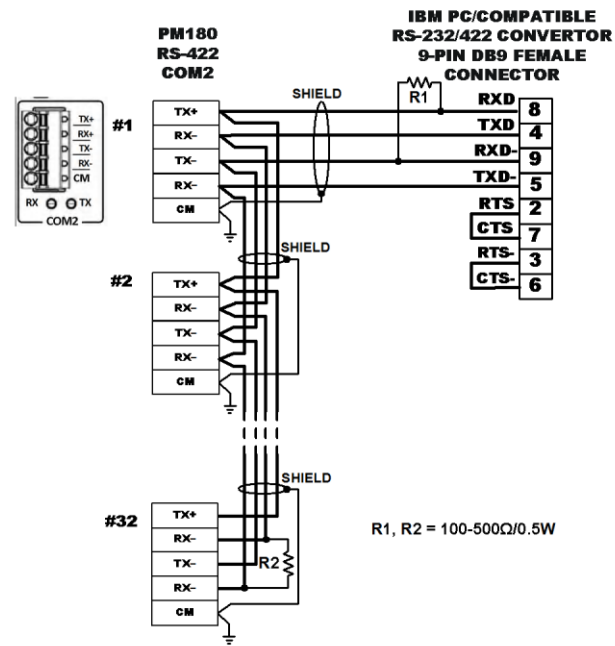 IBM PC/COMPATIBLE
RS-232/422 CONVERTOR
9-PIN DB9 FEMALE
CONNECTOR
PM180
RS-422
COM2
SHIELD
R1
#1
TX+
RX-
TX-
RX-
CM
TX+
RX+
TX-
RX-
CM
RX TX
COM2
RXD 8
TXD 4
RXD- 9
TXD- 5
RTS 2
CTS 7
RTS- 3
CTS- 6
SHIELD
#2
TX+
RX-
TX-
RX-
CM
SHIELD
#32
TX+
RX-
TX-
RX-
CM
R2
R1, R2 = 100-500Ω/0.5W